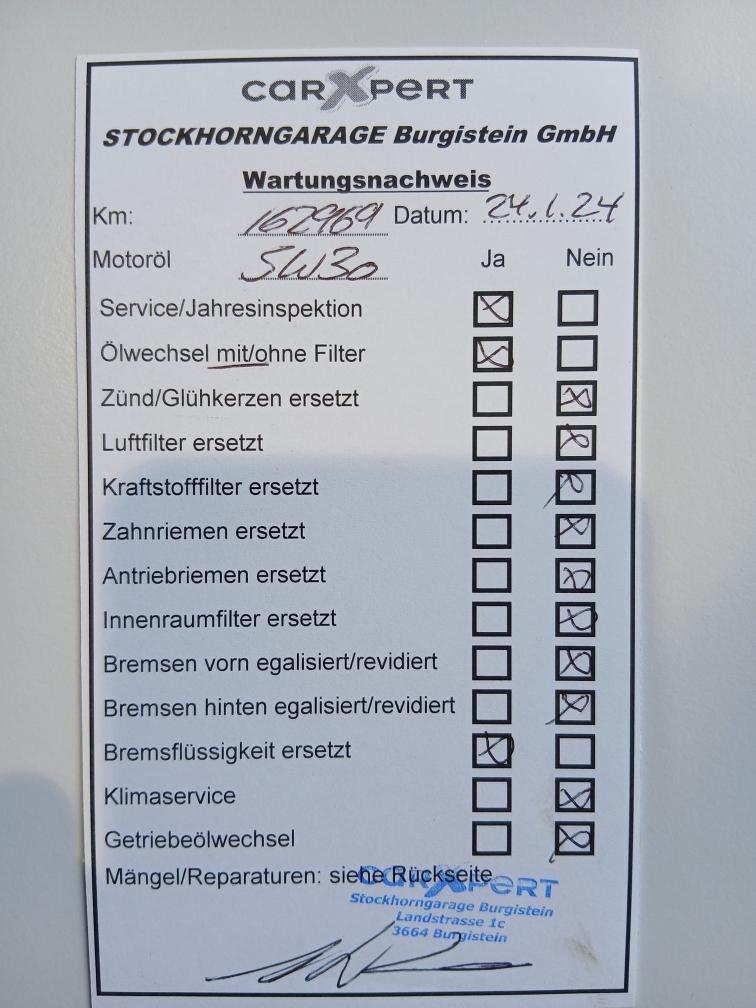 carXpert
STOCKHORNGARAGE Burgistein GmbH
Wartungsnachweis
Km: 162969 Datum: 24.1.24
Motoröl 5W30 Ja Nein
Service/Jahresinspektion
Ölwechsel mit/ohne Filter
Zünd/Glühkerzen ersetzt
Luftfilter ersetzt
Kraftstofffilter ersetzt
Zahnriemen ersetzt
Antriebriemen ersetzt
Innenraumfilter ersetzt
Bremsen vorn egalisiert/revidiert
Bremsen hinten egalisiert/revidiert
Bremsflüssigkeit ersetzt
Klimaservice
Getriebeölwechsel
Mängel/Reparaturen: siehe Rückseite
carXpert
Stockhorngarage Burgistein
Landstrasse 1c
3664 Burgistein